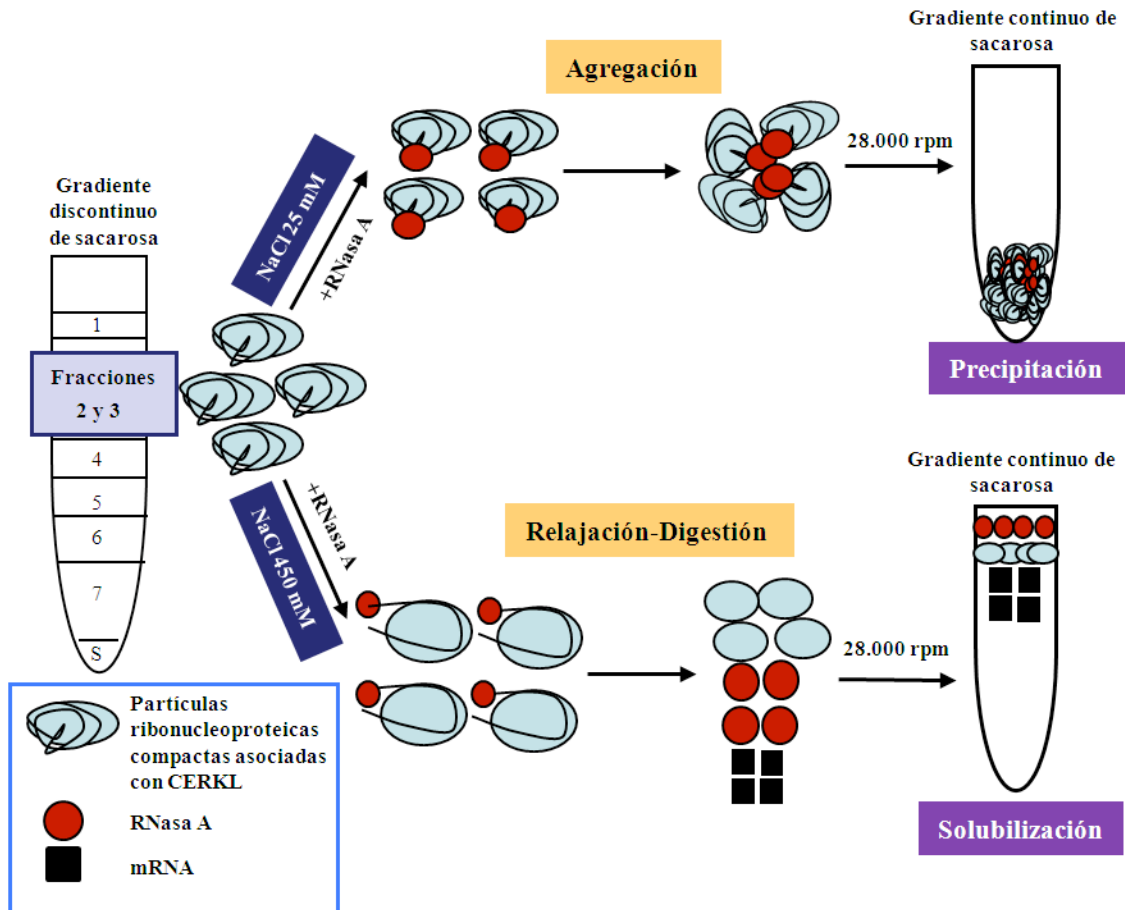 Gradiente continuo de
sacarosa
Agregación
28.000 rpm
NaCl 25 mM
+RNasa A
Gradiente
discontinuo
de sacarosa
1
Fracciones
2 y 3
4
5
6
7
S
Precipitación
NaCl 450 mM
+RNasa A
Relajación-Digestión
28.000 rpm
Gradiente continuo de
sacarosa
Solubilización
Partículas
ribonucleoproteicas
compactas asociadas
con CERKL
RNasa A
mRNA